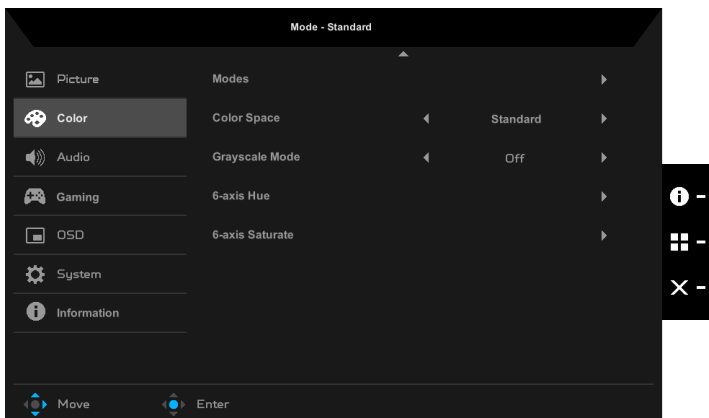 Mode - Standard
Picture
Modes
Color
Color Space
Standard
Audio
Grayscale Mode
Off
Gaming
6-axis Hue
OSD
6-axis Saturate
System
Information
Move
Enter